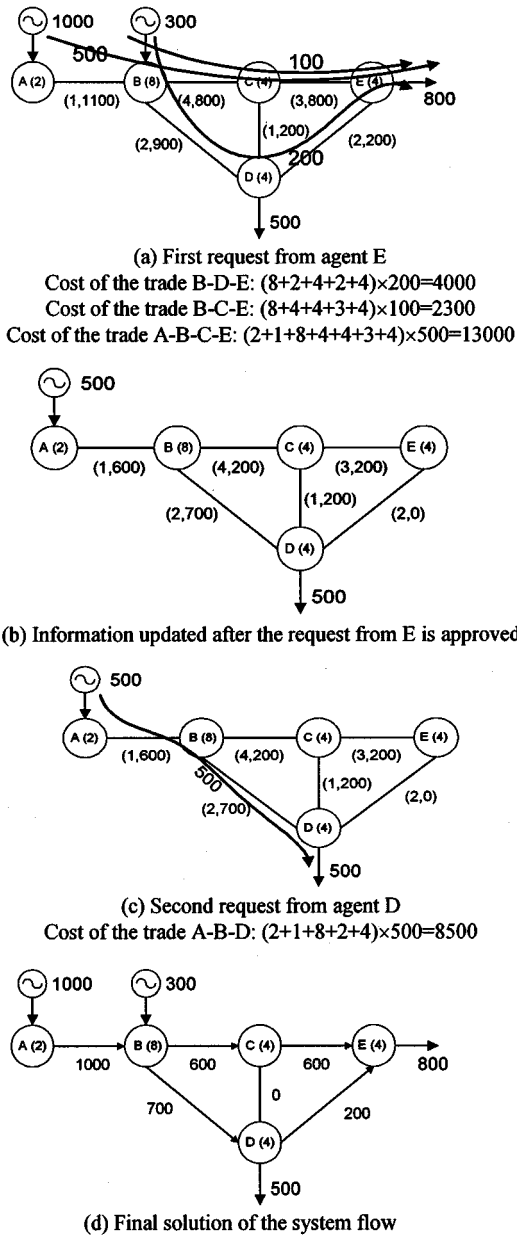 1000
300
500
100
A (2)
B (8)
C (4)
E (4)
800
(1,1100)
(4,800)
(3,800)
(1,200)
(2,900)
(2,200)
200
D (4)
500
(a) First request from agent E
Cost of the trade B-D-E: (8+2+4+2+4)×200=4000
Cost of the trade B-C-E: (8+4+4+3+4)×100=2300
Cost of the trade A-B-C-E: (2+1+8+4+4+3+4)×500=13000
500
A (2)
B (8)
C (4)
E (4)
(1,600)
(4,200)
(3,200)
(1,200)
(2,700)
(2,0)
D (4)
500
(b) Information updated after the request from E is approved
500
A (2)
B (8)
C (4)
E (4)
(1,600)
(4,200)
(3,200)
500
(1,200)
(2,700)
(2,0)
D (4)
500
(c) Second request from agent D
Cost of the trade A-B-D: (2+1+8+2+4)×500=8500
1000
300
A (2)
B (8)
C (4)
E (4)
1000
600
600
800
0
700
200
D (4)
500
(d) Final solution of the system flow